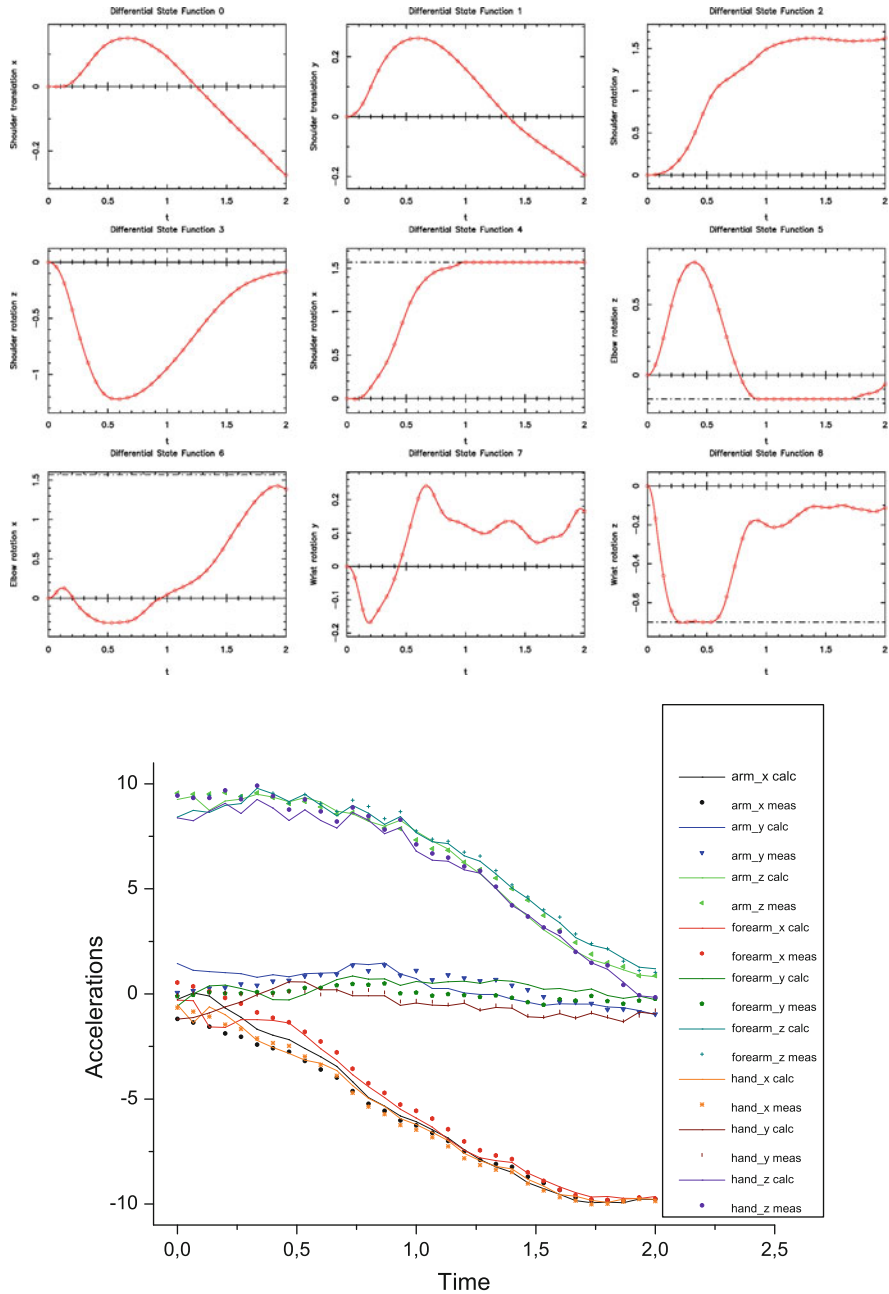 Differential State Function 0
Differential State Function 1
Differential State Function 2
Shoulder translation x
0
-0.2
0 0.5 1 1.5 2
t
Shoulder translation y
0.2
0
-0.2
0 0.5 1 1.5 2
t
Shoulder rotation y
1.5
1
0.5
0
0 0.5 1 1.5 2
t
Differential State Function 3
Differential State Function 4
Differential State Function 5
Shoulder rotation z
0
-0.5
-1
0 0.5 1 1.5 2
t
Shoulder rotation x
1.5
1
0.5
0
0 0.5 1 1.5 2
t
Elbow rotation z
0.5
0
0 0.5 1 1.5 2
t
Differential State Function 6
Differential State Function 7
Differential State Function 8
Elbow rotation x
1.5
1
0.5
0
0 0.5 1 1.5 2
t
Wrist rotation y
0.2
0.1
0
-0.1
-0.2
0 0.5 1 1.5 2
t
Wrist rotation z
0
-0.2
-0.4
-0.6
0 0.5 1 1.5 2
t
Accelerations
10
5
0
-5
-10
0,0 0,5 1,0 1,5 2,0 2,5
Time
arm_x calc
arm_x meas
arm_y calc
arm_y meas
arm_z calc
arm_z meas
forearm_x calc
forearm_x meas
forearm_y calc
forearm_y meas
forearm_z calc
forearm_z meas
hand_x calc
hand_x meas
hand_y calc
hand_y meas
hand_z calc
hand_z meas